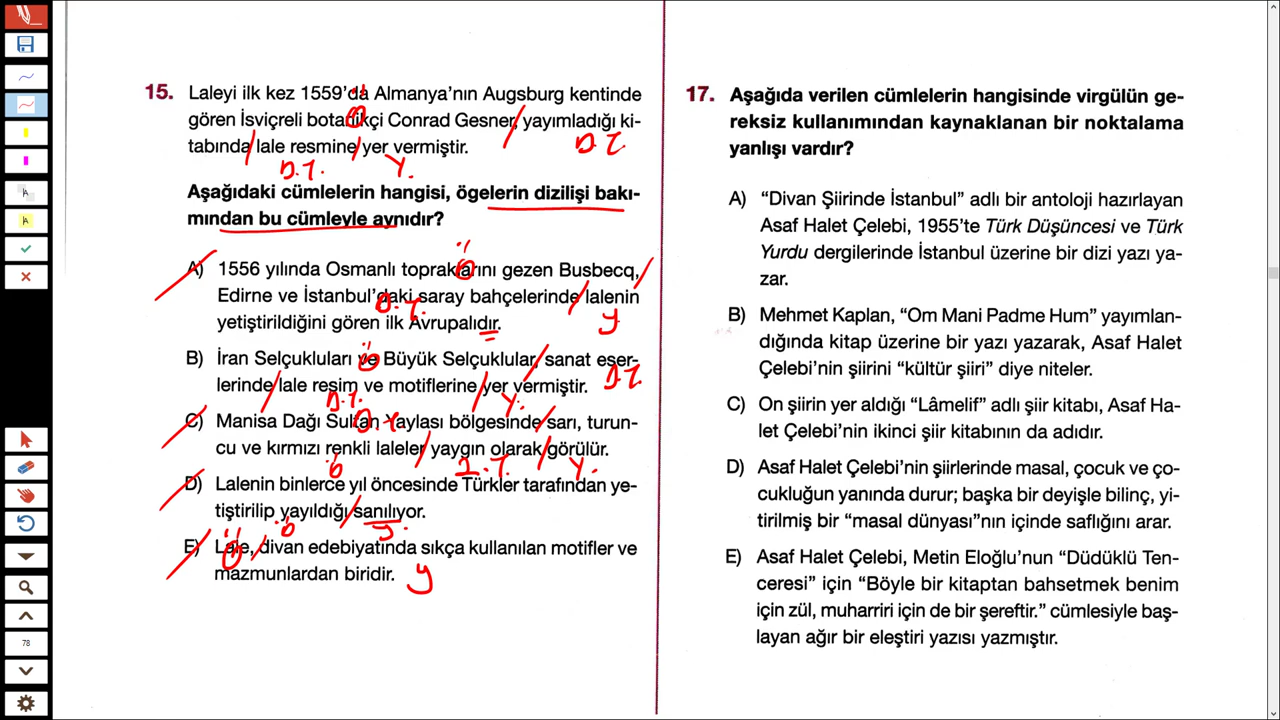 15. Laleyi ilk kez 1559'da Almanya'nın Augsburg kentinde
gören İsviçreli botanikçi Conrad Gesner, yayımladığı ki-
tabında lale resmine yer vermiştir.
Ö
D.T.
D.T. Y.
Aşağıdaki cümlelerin hangisi, ögelerin dizilişi bakı-
mından bu cümleyle aynıdır?
A) 1556 yılında Osmanlı topraklarını gezen Busbecq,
Edirne ve İstanbul'daki saray bahçelerinde lalenin
yetiştirildiğini gören ilk Avrupalıdır.
Ö
D.T. y
B) İran Selçukluları ve Büyük Selçuklular, sanat eser-
lerinde lale resim ve motiflerine yer vermiştir.
ö
D.T.
D.T. Y.
C) Manisa Dağı Sultan Yaylası bölgesinde sarı, turun-
cu ve kırmızı renkli laleler yaygın olarak görülür.
D.T.
ö Z.T. Y.
D) Lalenin binlerce yıl öncesinde Türkler tarafından ye-
tiştirilip yayıldığı sanılıyor.
ö y.
E) Lale, divan edebiyatında sıkça kullanılan motifler ve
mazmunlardan biridir.
Ö
y
17. Aşağıda verilen cümlelerin hangisinde virgülün ge-
reksiz kullanımından kaynaklanan bir noktalama
yanlışı vardır?
A) "Divan Şiirinde İstanbul" adlı bir antoloji hazırlayan
Asaf Halet Çelebi, 1955'te Türk Düşüncesi ve Türk
Yurdu dergilerinde İstanbul üzerine bir dizi yazı ya-
zar.
B) Mehmet Kaplan, "Om Mani Padme Hum" yayımlan-
dığında kitap üzerine bir yazı yazarak, Asaf Halet
Çelebi'nin şiirini "kültür şiiri" diye niteler.
C) On şiirin yer aldığı "Lâmelif" adlı şiir kitabı, Asaf Ha-
let Çelebi'nin ikinci şiir kitabının da adıdır.
D) Asaf Halet Çelebi'nin şiirlerinde masal, çocuk ve ço-
cukluğun yanında durur; başka bir deyişle bilinç, yi-
tirilmiş bir "masal dünyası"nın içinde saflığını arar.
E) Asaf Halet Çelebi, Metin Eloğlu'nun "Düdüklü Ten-
ceresi" için "Böyle bir kitaptan bahsetmek benim
için zül, muharriri için de bir şereftir." cümlesiyle baş-
layan ağır bir eleştiri yazısı yazmıştır.
A
A
78